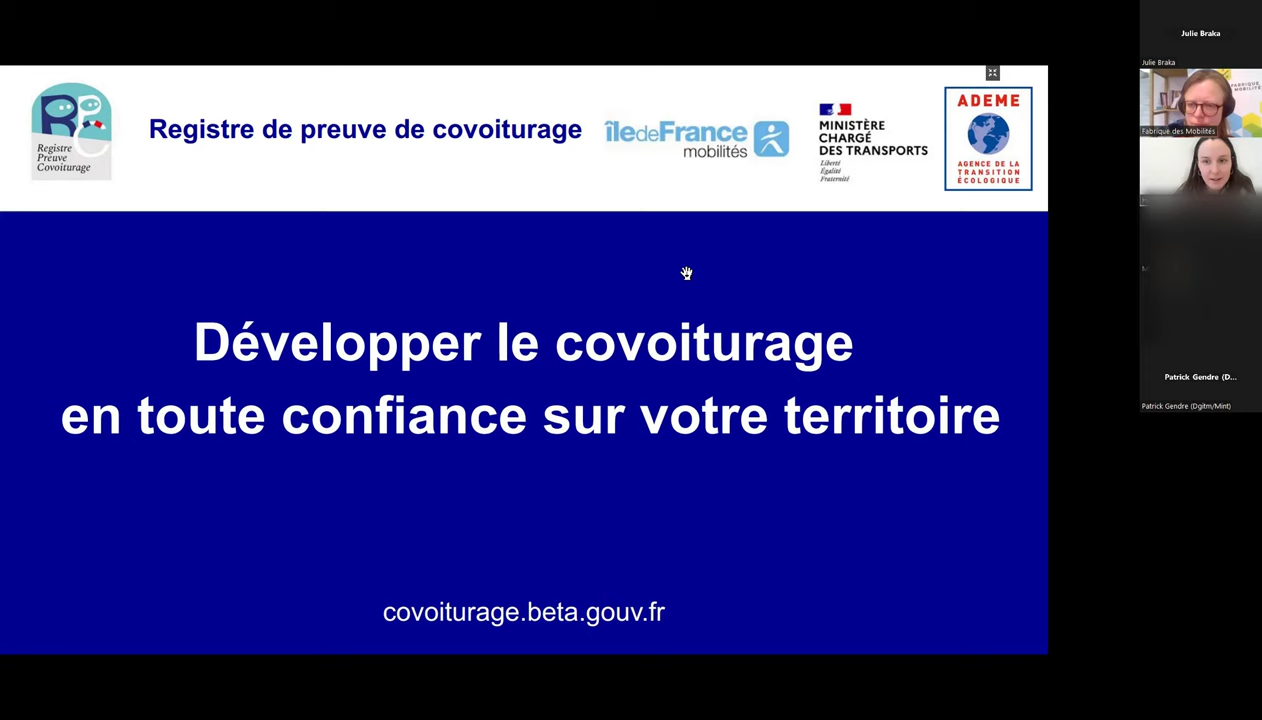 Julie Braka
Julie Braka
Registre
Preuve
Covoiturage
Registre de preuve de covoiturage
îledeFrance
mobilités
MINISTÈRE
CHARGÉ
DES TRANSPORTS
Liberté
Égalité
Fraternité
ADEME
AGENCE DE LA
TRANSITION
ÉCOLOGIQUE
FABRIQUE
MOBILITÉ
Fabrique des Mobilités
Développer le covoiturage
en toute confiance sur votre territoire
covoiturage.beta.gouv.fr
Patrick Gendre (D...
Patrick Gendre (Dgitm/Mint)